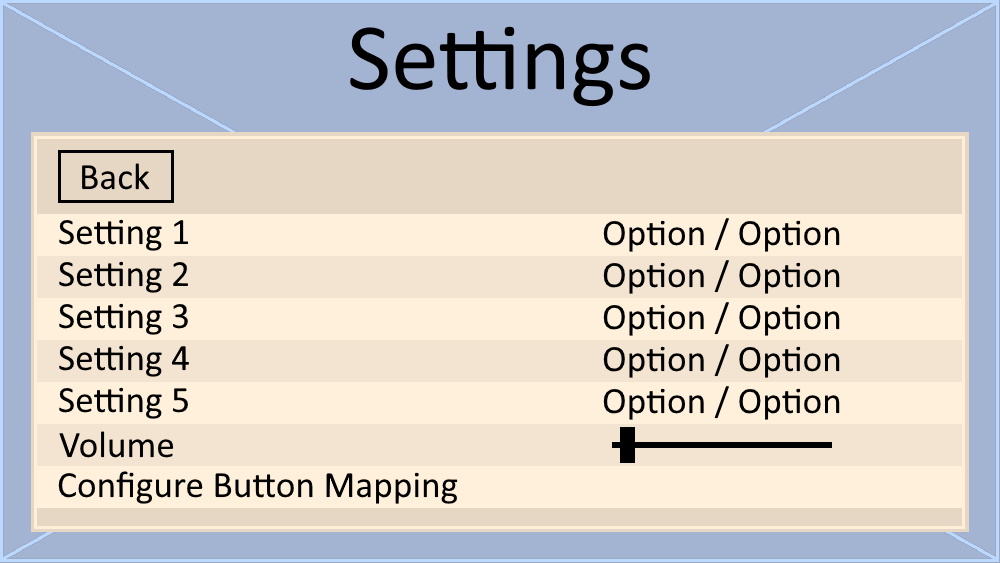 Settings
Back
Setting 1 Option / Option
Setting 2 Option / Option
Setting 3 Option / Option
Setting 4 Option / Option
Setting 5 Option / Option
Volume
Configure Button Mapping